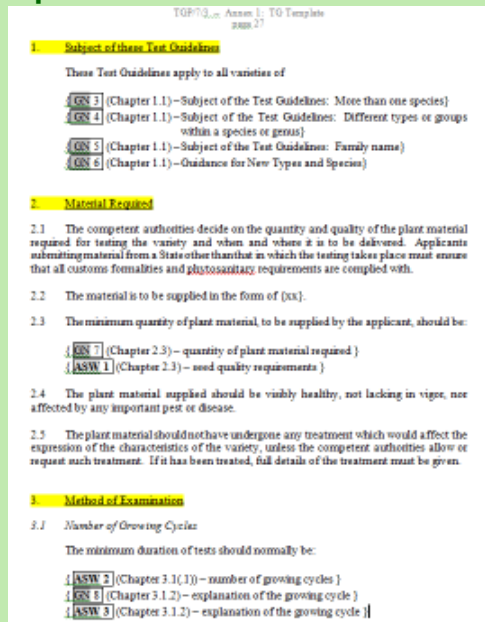 TGP/7/3 – Annex 1: TG Template
page 27
1. Subject of these Test Guidelines
These Test Guidelines apply to all varieties of
{ GN 3 (Chapter 1.1) – Subject of the Test Guidelines: More than one species}
{ GN 4 (Chapter 1.1) – Subject of the Test Guidelines: Different types or groups
within a species or genus}
{ GN 5 (Chapter 1.1) – Subject of the Test Guidelines: Family name}
{ GN 6 (Chapter 1.1) – Guidance for New Types and Species}
2. Material Required
2.1 The competent authorities decide on the quantity and quality of the plant material
required for testing the variety and when and where it is to be delivered. Applicants
submitting material from a State other than that in which the testing takes place must ensure
that all customs formalities and phytosanitary requirements are complied with.
2.2 The material is to be supplied in the form of {xx}.
2.3 The minimum quantity of plant material, to be supplied by the applicant, should be:
{ GN 7 (Chapter 2.3) – quantity of plant material required }
{ ASW 1 (Chapter 2.3) – seed quality requirements }
2.4 The plant material supplied should be visibly healthy, not lacking in vigor, nor
affected by any important pest or disease.
2.5 The plant material should not have undergone any treatment which would affect the
expression of the characteristics of the variety, unless the competent authorities allow or
request such treatment. If it has been treated, full details of the treatment must be given.
3. Method of Examination
3.1 Number of Growing Cycles
The minimum duration of tests should normally be:
{ ASW 2 (Chapter 3.1(.1)) – number of growing cycles }
{ GN 8 (Chapter 3.1.2) – explanation of the growing cycle }
{ ASW 3 (Chapter 3.1.2) – explanation of the growing cycle }